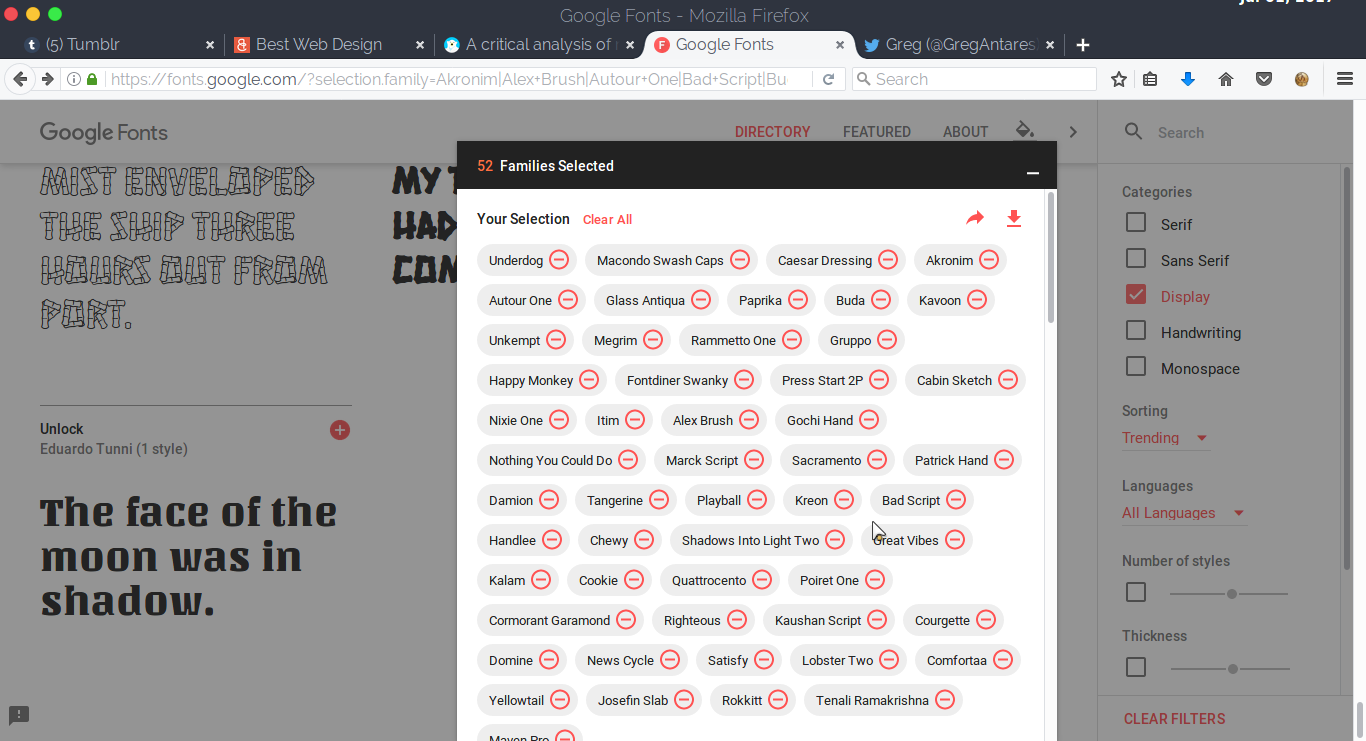 Google Fonts - Mozilla Firefox
(5) Tumblr
Best Web Design
A critical analysis of
Google Fonts
Greg (@GregAntares
https://fonts.google.com/?selection.family=Akronim|Alex+Brush|Autour+One|Bad+Script|Bu
Search
Google Fonts
DIRECTORY
FEATURED
ABOUT
Search
MIST ENVELOPED
THE SHIP THREE
HOURS OUT FROM
PORT.
MY T
HAD
CON
Unlock
Eduardo Tunni (1 style)
The face of the
moon was in
shadow.
52 Families Selected
Your Selection Clear All
Underdog Macondo Swash Caps Caesar Dressing Akronim
Autour One Glass Antiqua Paprika Buda Kavoon
Unkempt Megrim Rammetto One Gruppo
Happy Monkey Fontdiner Swanky Press Start 2P Cabin Sketch
Nixie One Itim Alex Brush Gochi Hand
Nothing You Could Do Marck Script Sacramento Patrick Hand
Damion Tangerine Playball Kreon Bad Script
Handlee Chewy Shadows Into Light Two Great Vibes
Kalam Cookie Quattrocento Poiret One
Cormorant Garamond Righteous Kaushan Script Courgette
Domine News Cycle Satisfy Lobster Two Comfortaa
Yellowtail Josefin Slab Rokkitt Tenali Ramakrishna
Maven Pro
Categories
Serif
Sans Serif
Display
Handwriting
Monospace
Sorting
Trending
Languages
All Languages
Number of styles
Thickness
CLEAR FILTERS